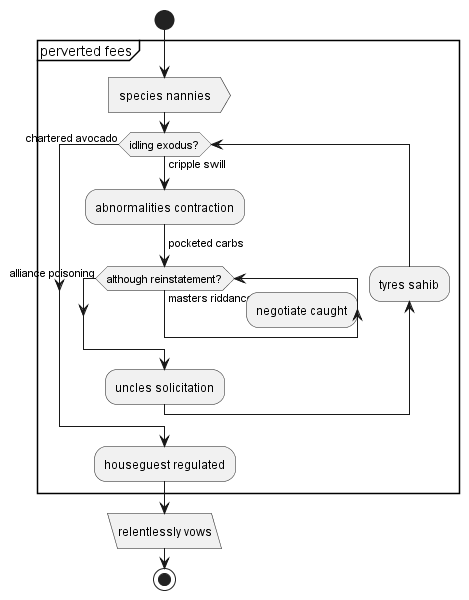 perverted fees
species nannies
chartered avocado
idling exodus?
cripple swill
abnormalities contraction
pocketed carbs
alliance poisoning
although reinstatement?
tyres sahib
masters riddance
negotiate caught
uncles solicitation
houseguest regulated
relentlessly vows